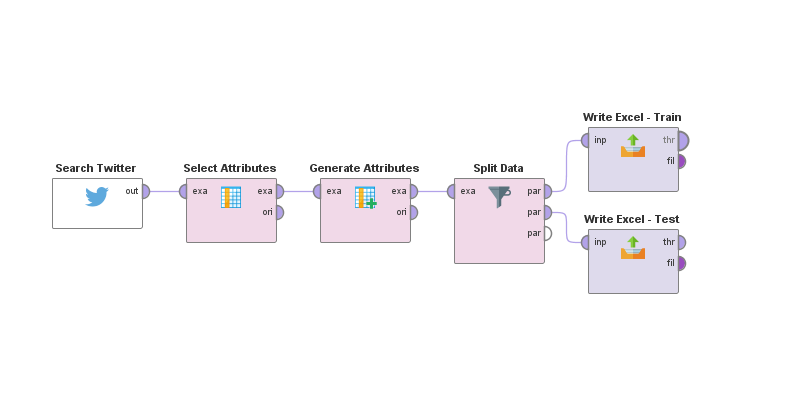 Write Excel - Train
inp thr
fil
Search Twitter
out
Select Attributes
exa exa
ori
Generate Attributes
exa exa
ori
Split Data
exa par
par
par
Write Excel - Test
inp thr
fil